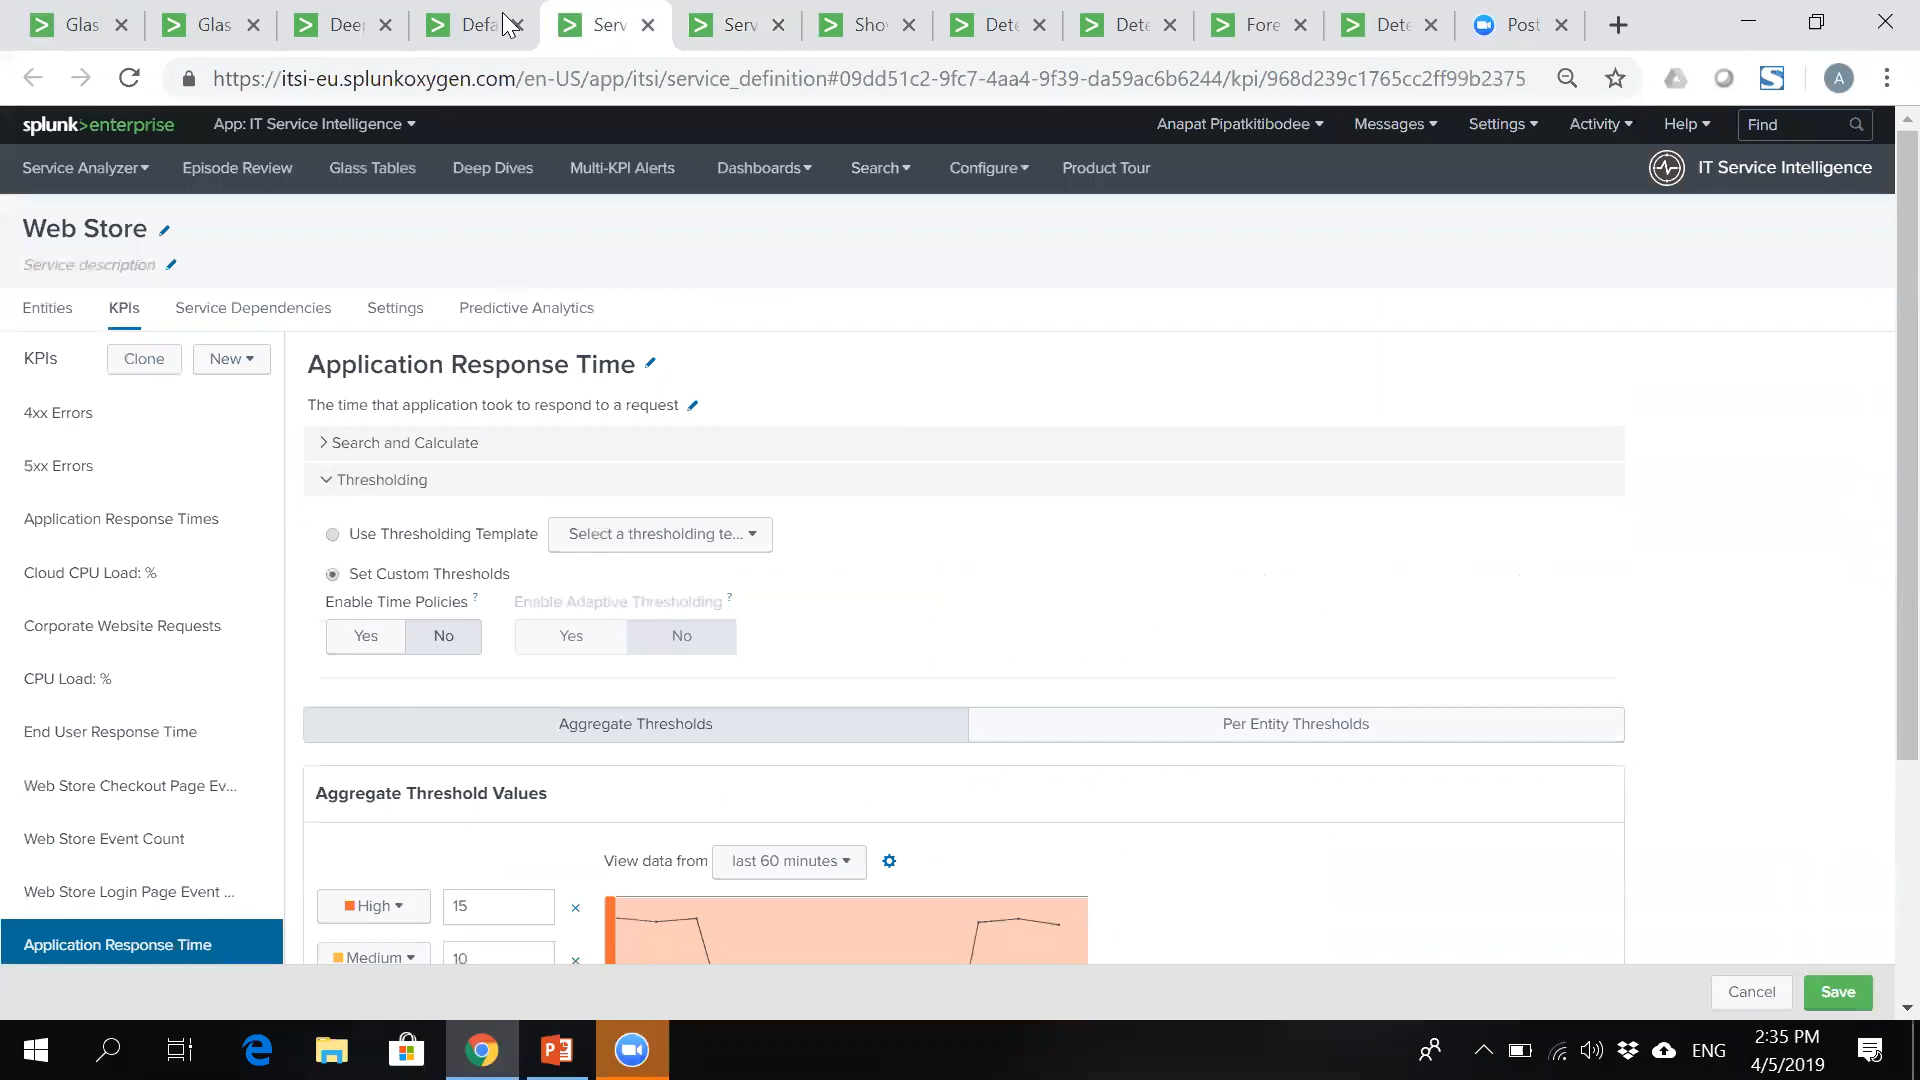 Glas Glas Deep Defa Serv Serv Sho Dete Dete Fore Dete Post
https://itsi-eu.splunkoxygen.com/en-US/app/itsi/service_definition#09dd51c2-9fc7-4aa4-9f39-da59ac6b6244/kpi/968d239c1765cc2ff99b2375 A
splunk>enterprise App: IT Service Intelligence Anapat Pipatkitibodee Messages Settings Activity Help Find
Service Analyzer Episode Review Glass Tables Deep Dives Multi-KPI Alerts Dashboards Search Configure Product Tour IT Service Intelligence
Web Store
Service description
Entities KPIs Service Dependencies Settings Predictive Analytics
KPIs Clone New
4xx Errors
5xx Errors
Application Response Times
Cloud CPU Load: %
Corporate Website Requests
CPU Load: %
End User Response Time
Web Store Checkout Page Ev...
Web Store Event Count
Web Store Login Page Event ...
Application Response Time
Application Response Time
The time that application took to respond to a request
Search and Calculate
Thresholding
Use Thresholding Template Select a thresholding te...
Set Custom Thresholds
Enable Time Policies ? Enable Adaptive Thresholding ?
Yes No Yes No
Aggregate Thresholds Per Entity Thresholds
Aggregate Threshold Values
View data from last 60 minutes
High 15
Medium 10
Cancel Save
ENG 2:35 PM
4/5/2019